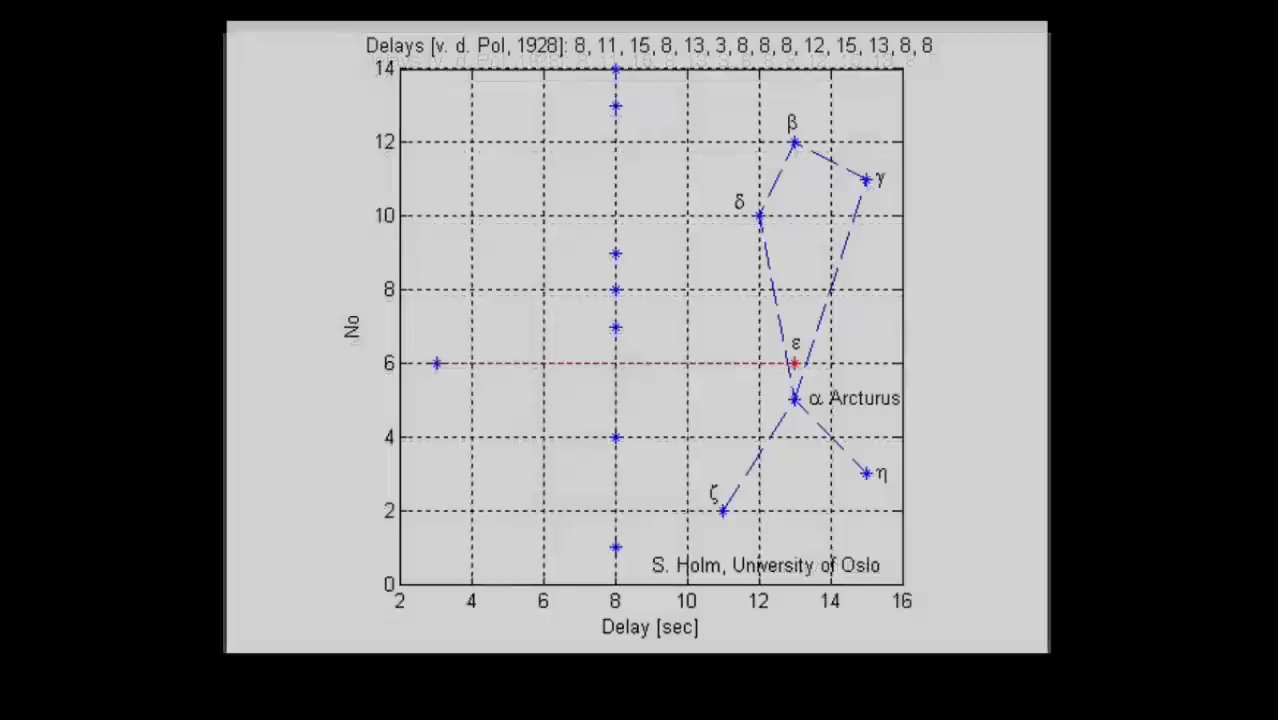 Delays [v. d. Pol, 1928]: 8, 11, 15, 8, 13, 3, 8, 8, 8, 12, 15, 13, 8, 8
14
β
12
γ
δ
10
8
No
ε
6
α Arcturus
4
η
ζ
2
S. Holm, University of Oslo
0
2 4 6 8 10 12 14 16
Delay [sec]